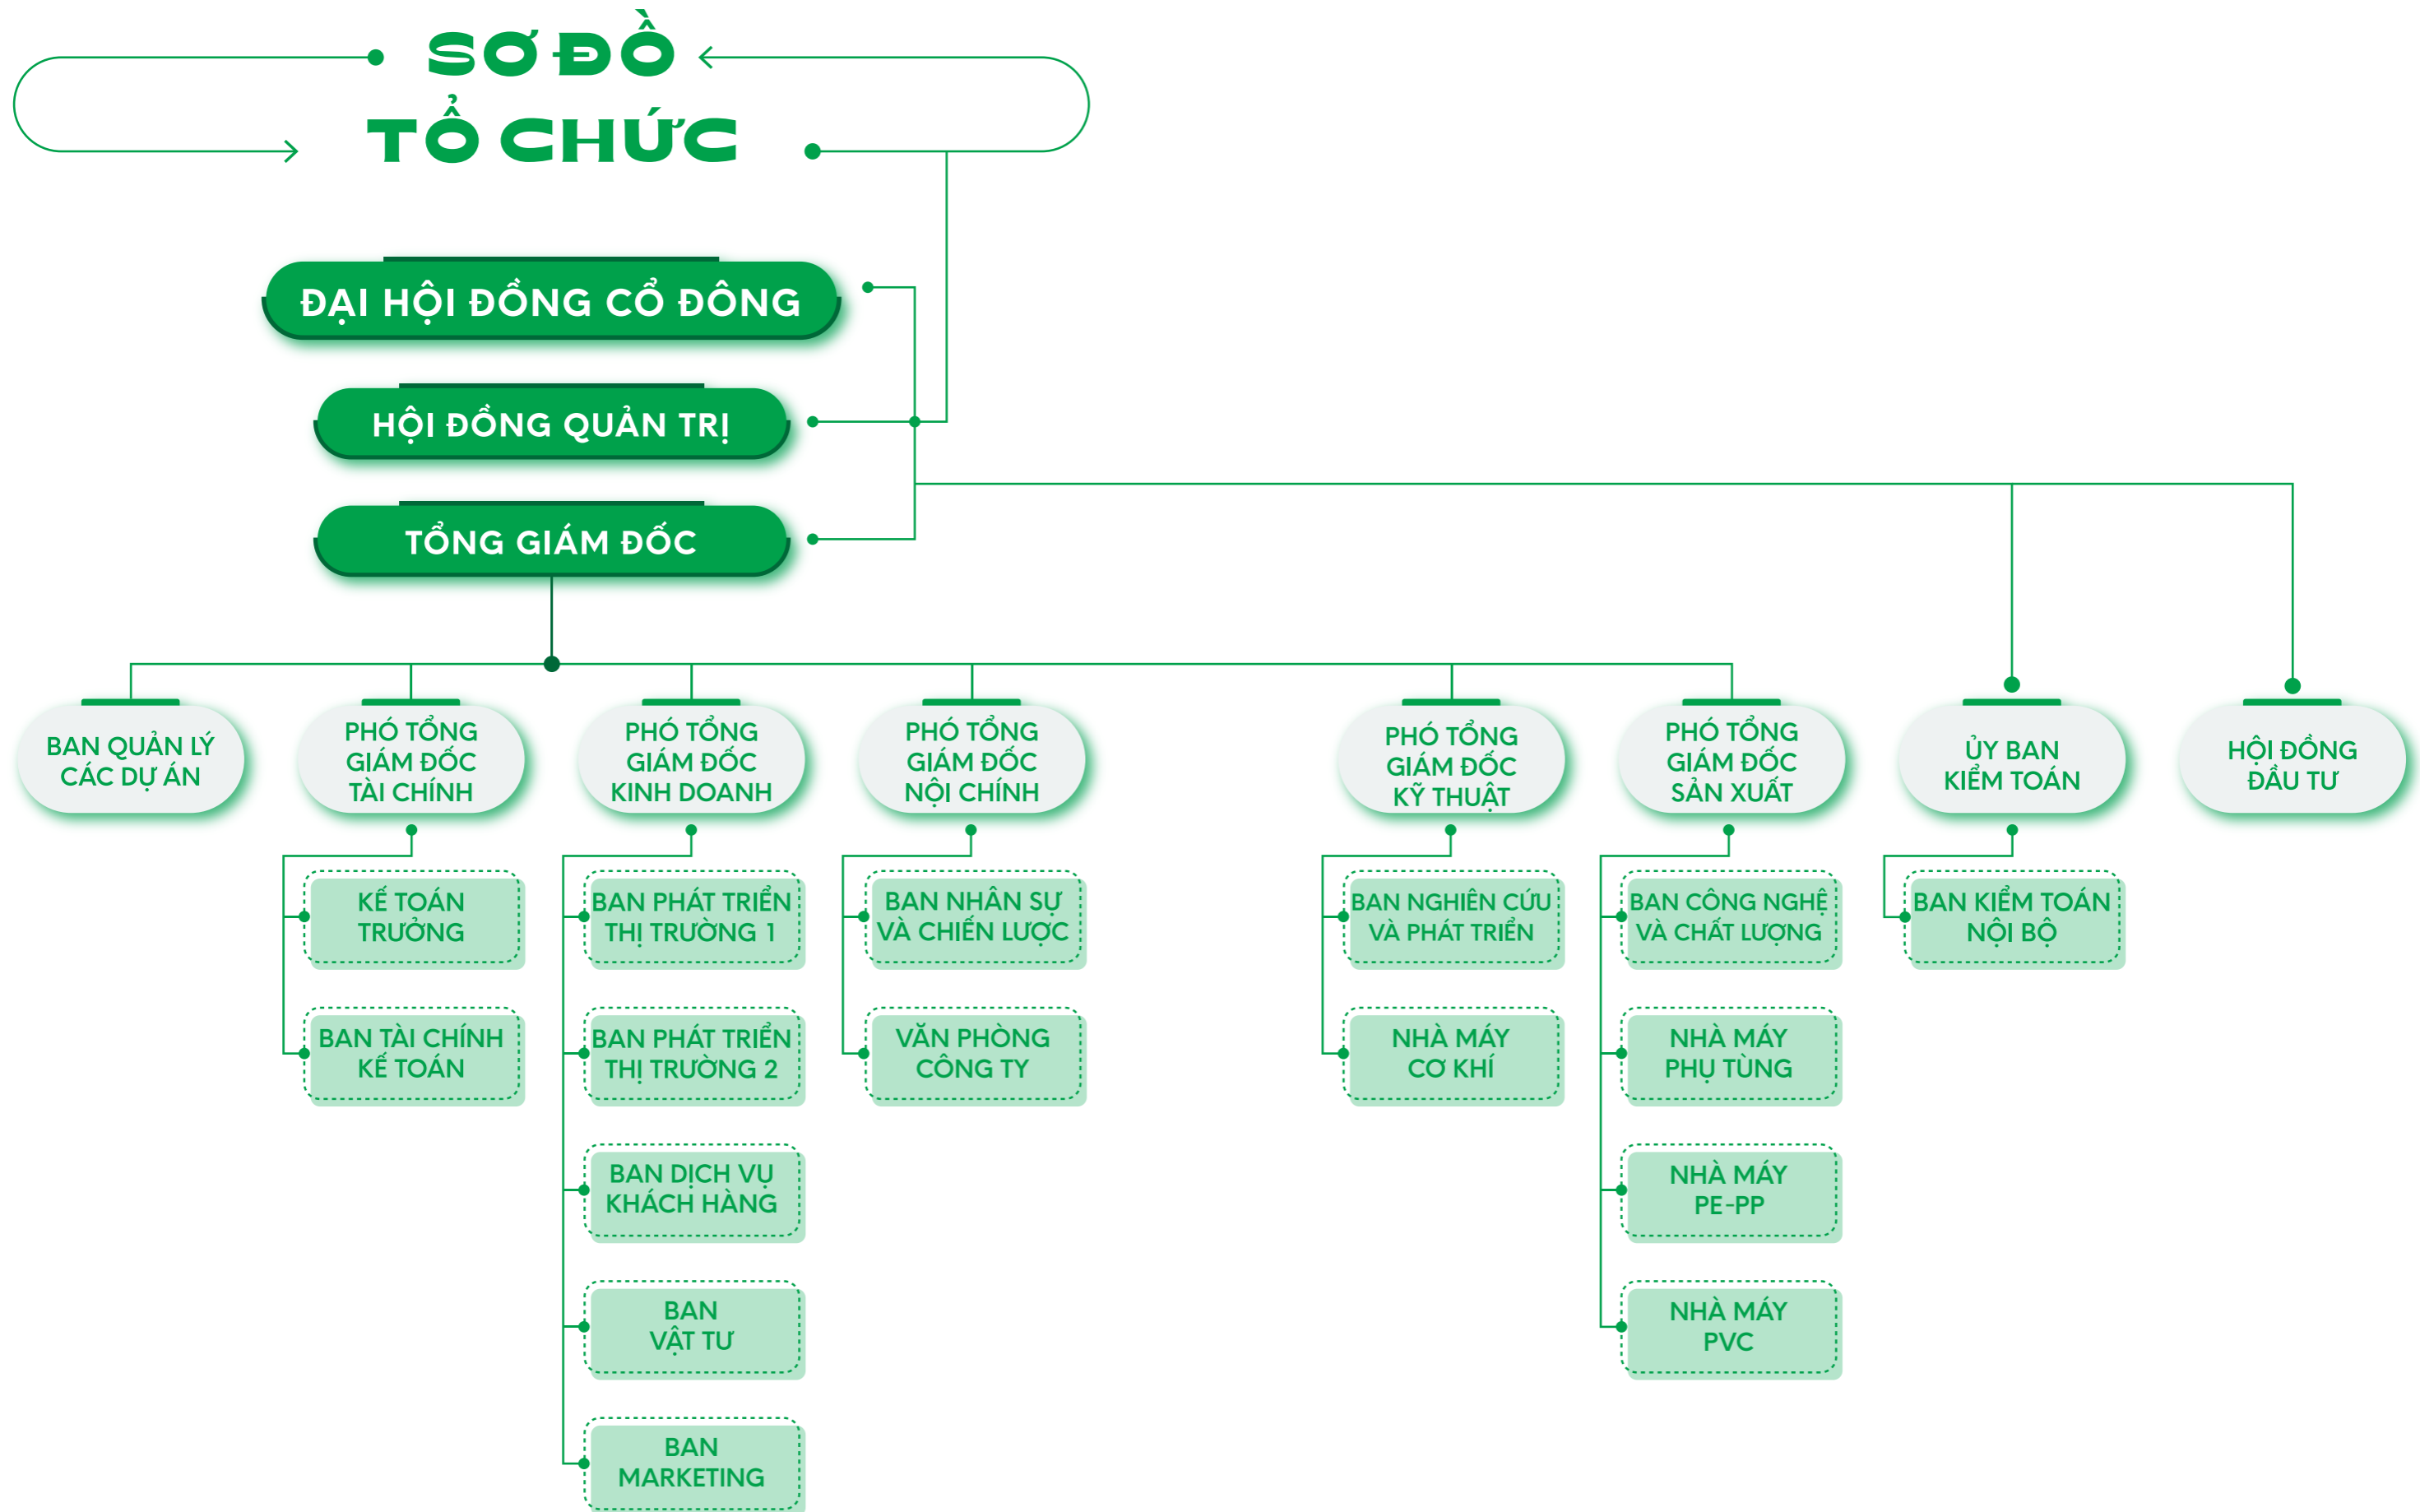 SƠ ĐỒ
TỔ CHỨC
ĐẠI HỘI ĐỒNG CỔ ĐÔNG
HỘI ĐỒNG QUẢN TRỊ
TỔNG GIÁM ĐỐC
BAN QUẢN LÝ
CÁC DỰ ÁN
PHÓ TỔNG
GIÁM ĐỐC
TÀI CHÍNH
KẾ TOÁN
TRƯỞNG
BAN TÀI CHÍNH
KẾ TOÁN
PHÓ TỔNG
GIÁM ĐỐC
KINH DOANH
BAN PHÁT TRIỂN
THỊ TRƯỜNG 1
BAN PHÁT TRIỂN
THỊ TRƯỜNG 2
BAN DỊCH VỤ
KHÁCH HÀNG
BAN
VẬT TƯ
BAN
MARKETING
PHÓ TỔNG
GIÁM ĐỐC
NỘI CHÍNH
BAN NHÂN SỰ
VÀ CHIẾN LƯỢC
VĂN PHÒNG
CÔNG TY
PHÓ TỔNG
GIÁM ĐỐC
KỸ THUẬT
BAN NGHIÊN CỨU
VÀ PHÁT TRIỂN
NHÀ MÁY
CƠ KHÍ
PHÓ TỔNG
GIÁM ĐỐC
SẢN XUẤT
BAN CÔNG NGHỆ
VÀ CHẤT LƯỢNG
NHÀ MÁY
PHỤ TÙNG
NHÀ MÁY
PE-PP
NHÀ MÁY
PVC
ỦY BAN
KIỂM TOÁN
BAN KIỂM TOÁN
NỘI BỘ
HỘI ĐỒNG
ĐẦU TƯ